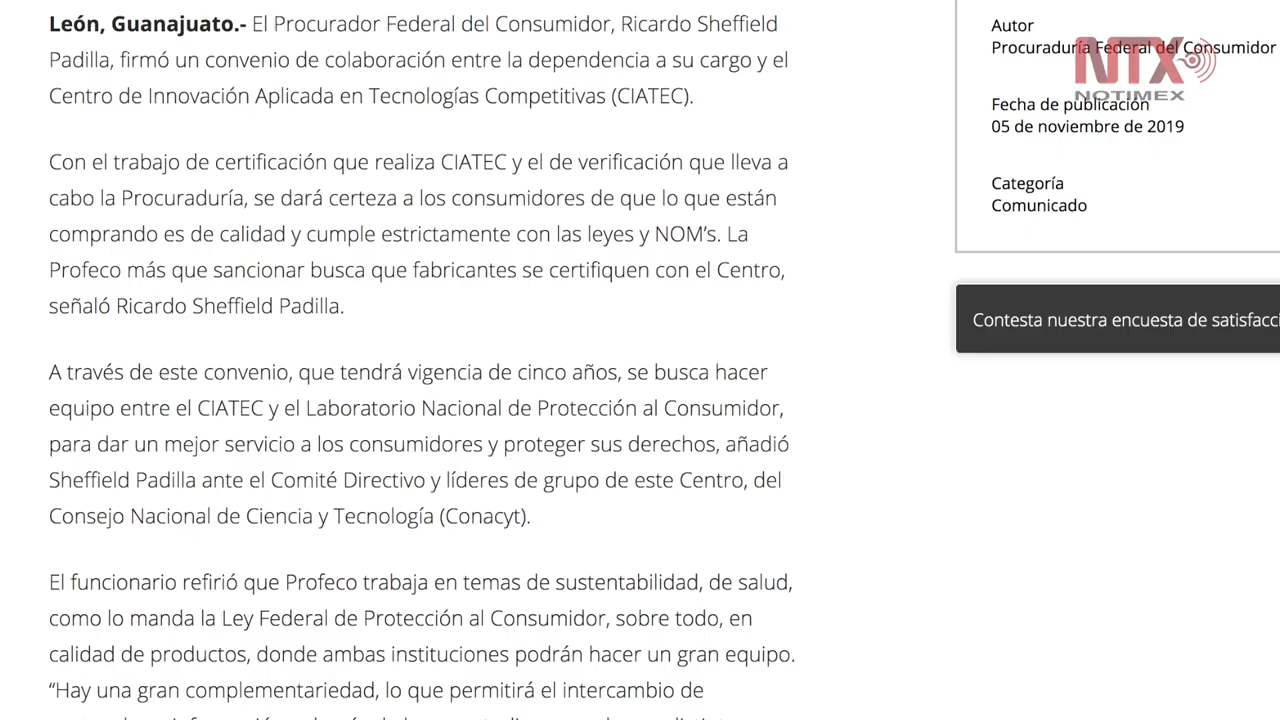 León, Guanajuato.- El Procurador Federal del Consumidor, Ricardo Sheffield
Padilla, firmó un convenio de colaboración entre la dependencia a su cargo y el
Centro de Innovación Aplicada en Tecnologías Competitivas (CIATEC).
Con el trabajo de certificación que realiza CIATEC y el de verificación que lleva a
cabo la Procuraduría, se dará certeza a los consumidores de que lo que están
comprando es de calidad y cumple estrictamente con las leyes y NOM’s. La
Profeco más que sancionar busca que fabricantes se certifiquen con el Centro,
señaló Ricardo Sheffield Padilla.
A través de este convenio, que tendrá vigencia de cinco años, se busca hacer
equipo entre el CIATEC y el Laboratorio Nacional de Protección al Consumidor,
para dar un mejor servicio a los consumidores y proteger sus derechos, añadió
Sheffield Padilla ante el Comité Directivo y líderes de grupo de este Centro, del
Consejo Nacional de Ciencia y Tecnología (Conacyt).
El funcionario refirió que Profeco trabaja en temas de sustentabilidad, de salud,
como lo manda la Ley Federal de Protección al Consumidor, sobre todo, en
calidad de productos, donde ambas instituciones podrán hacer un gran equipo.
“Hay una gran complementariedad, lo que permitirá el intercambio de
Autor
Procuraduría Federal del Consumidor
NTX
NOTIMEX
Fecha de publicación
05 de noviembre de 2019
Categoría
Comunicado
Contesta nuestra encuesta de satisfacci